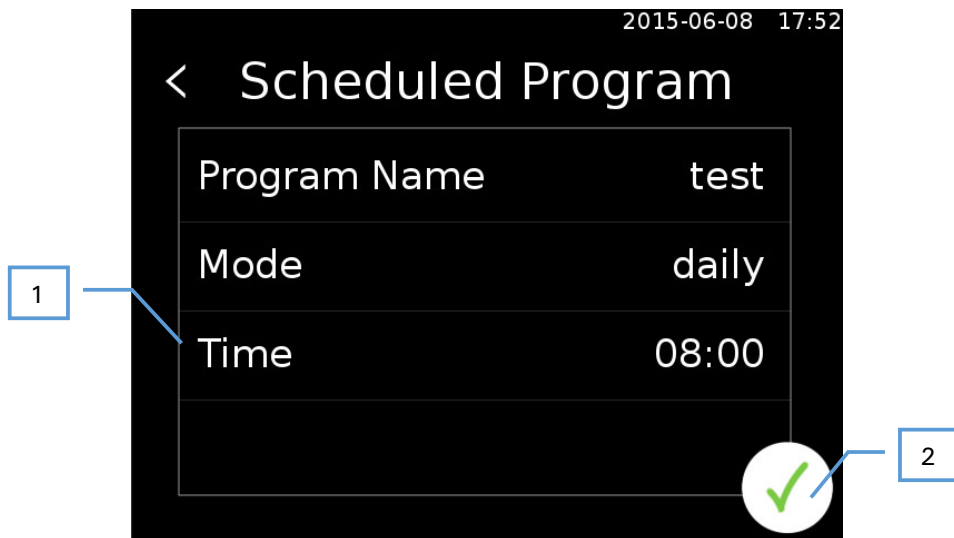 2015-06-08 17:52
< Scheduled Program
Program Name test
Mode daily
1
Time 08:00
2